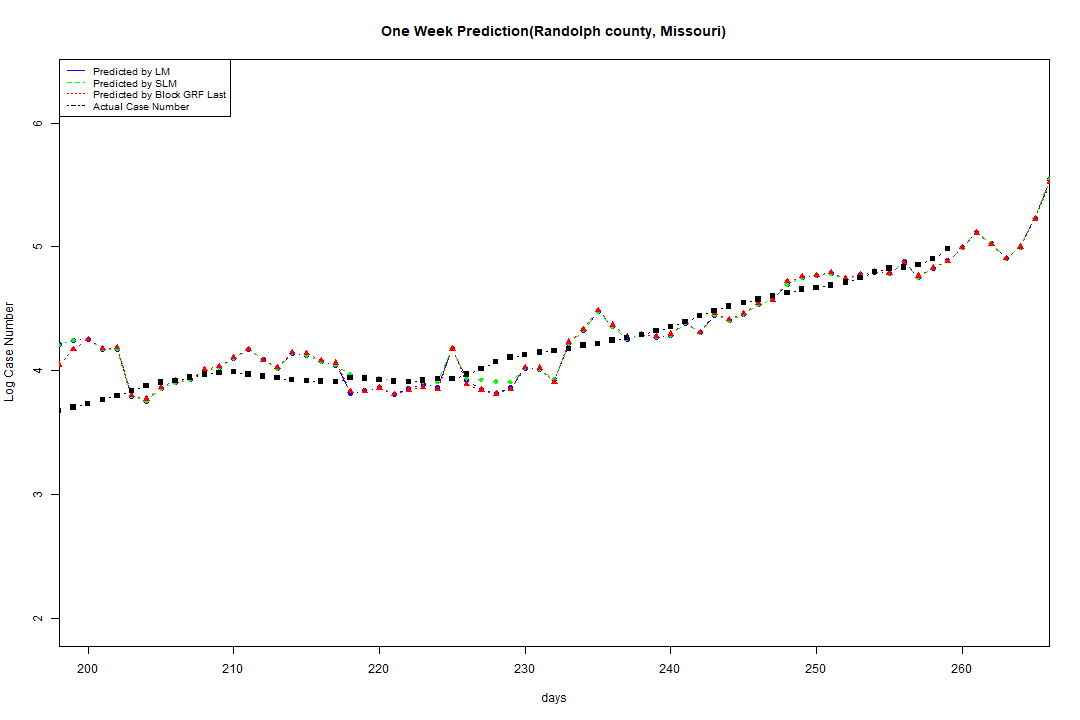 One Week Prediction(Randolph county, Missouri)
Predicted by LM
Predicted by SLM
Predicted by Block GRF Last
Actual Case Number
Log Case Number
6
5
4
3
2
200 210 220 230 240 250 260
days